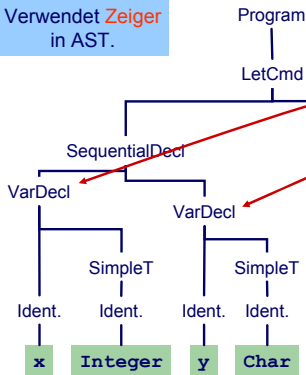 Verwendet Zeiger
in AST.
Program
LetCmd
SequentialDecl
VarDecl
VarDecl
SimpleT
SimpleT
Ident. Ident. Ident. Ident.
x Integer y Char